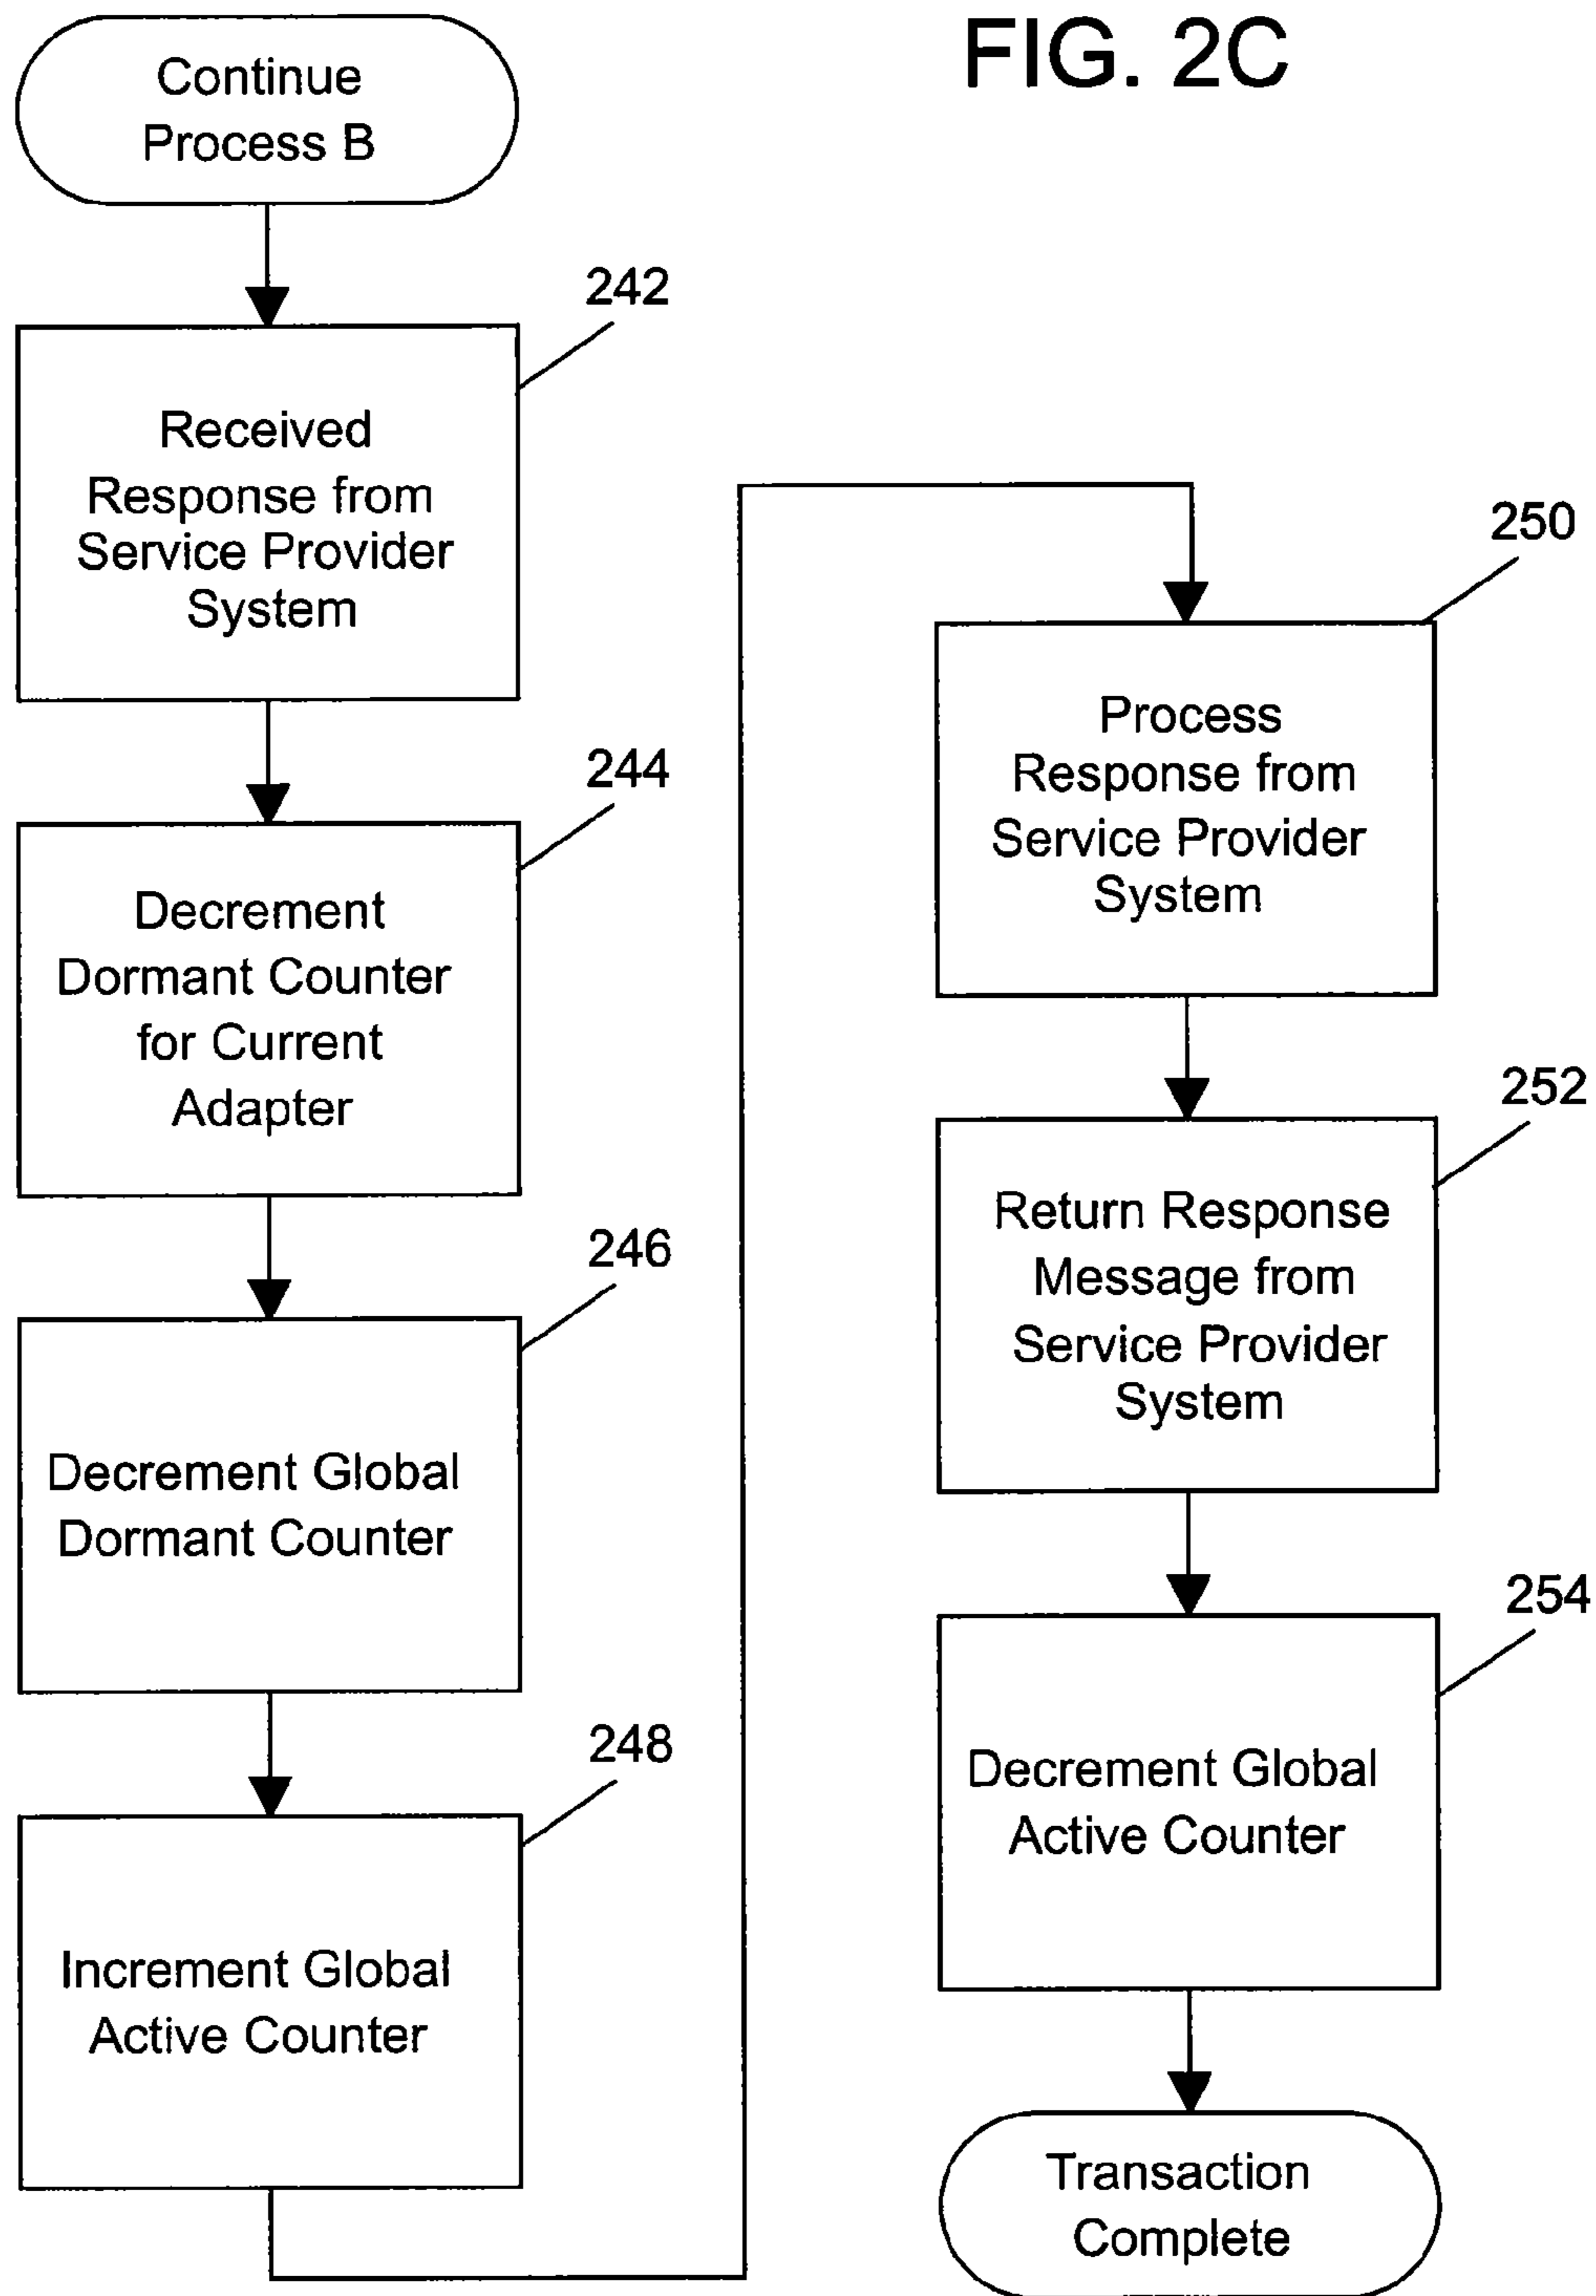 FIG. 2C
Continue
Process B
242
Received
Response from
Service Provider
System
244
Decrement
Dormant Counter
for Current
Adapter
246
Decrement Global
Dormant Counter
248
Increment Global
Active Counter
250
Process
Response from
Service Provider
System
252
Return Response
Message from
Service Provider
System
254
Decrement Global
Active Counter
Transaction
Complete